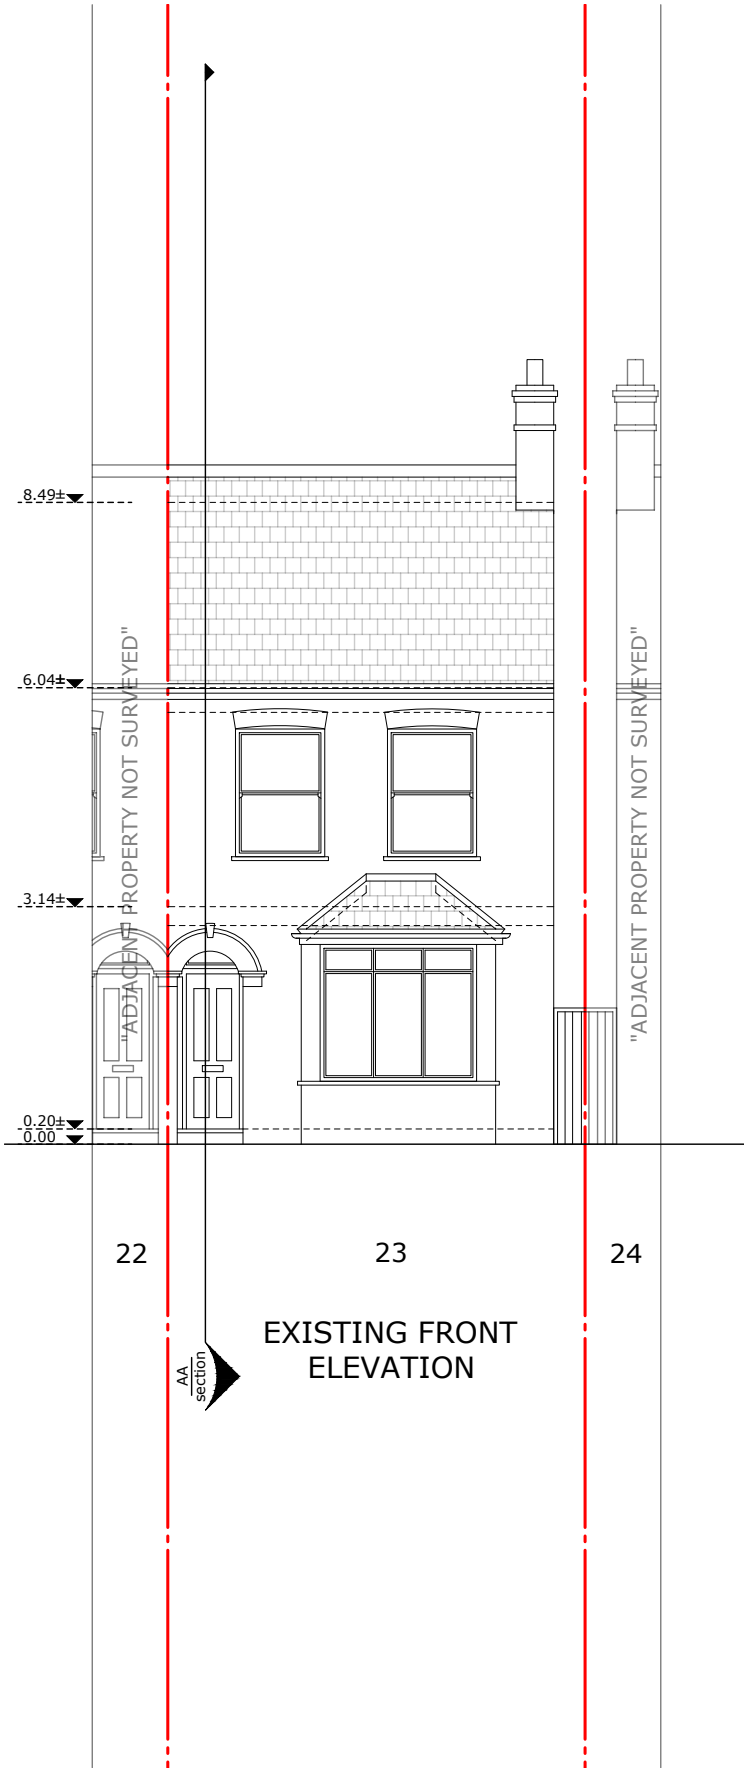 8.49±
"ADJACENT PROPERTY NOT SURVEYED"
"ADJACENT PROPERTY NOT SURVEYED"
6.04±
3.14±
0.20±
0.00
22
23
24
EXISTING FRONT
ELEVATION
AA
section